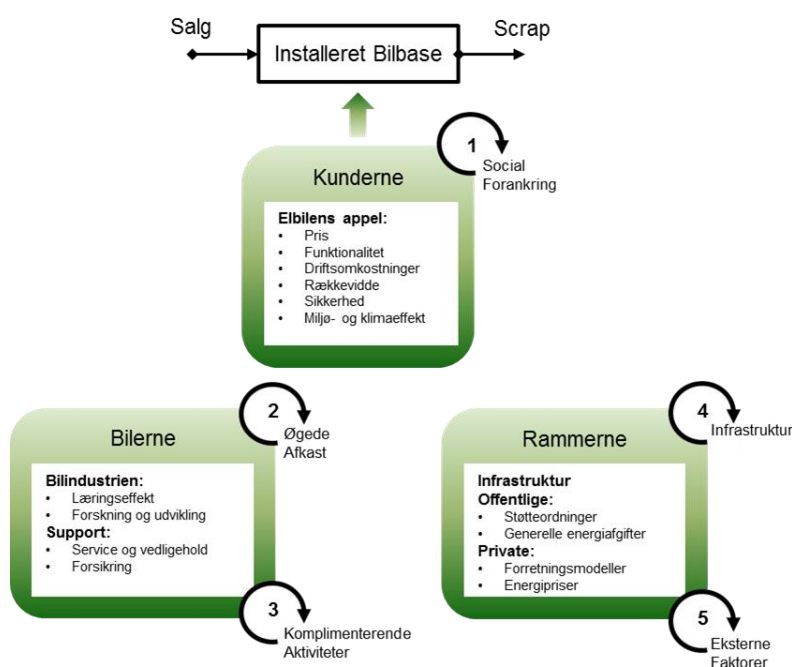 Salg
Installeret Bilbase
Scrap
1
Social
Forankring
Kunderne
Elbilens appel:
• Pris
• Funktionalitet
• Driftsomkostninger
• Rækkevidde
• Sikkerhed
• Miljø- og klimaeffekt
2
Øgede
Afkast
Bilerne
Bilindustrien:
• Læringseffekt
• Forskning og udvikling
Support:
• Service og vedligehold
• Forsikring
3
Komplimenterende
Aktiviteter
4
Infrastruktur
Rammerne
Infrastruktur
Offentlige:
• Støtteordninger
• Generelle energiafgifter
Private:
• Forretningsmodeller
• Energipriser
5
Eksterne
Faktorer